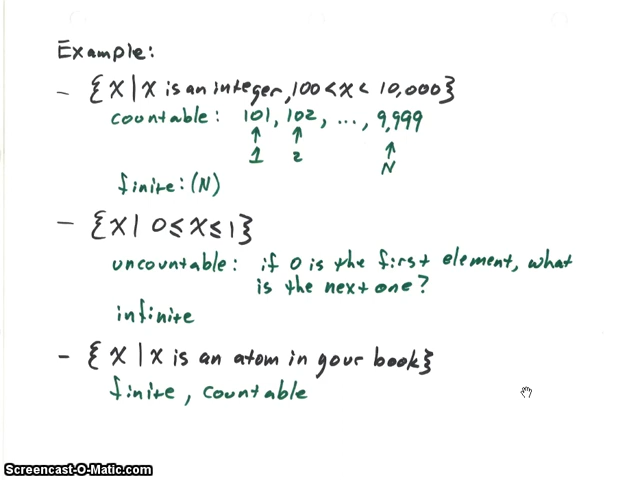 Example:
- {x | x is an integer, 100 < x < 10,000}
countable: 101, 102, ..., 9,999
↑ ↑ ↑
1 2 N
finite: (N)
- {x | 0 ≤ x ≤ 1}
uncountable: if 0 is the first element, what
is the next one?
infinite
- {x | x is an atom in your book}
finite, countable
Screencast-O-Matic.com